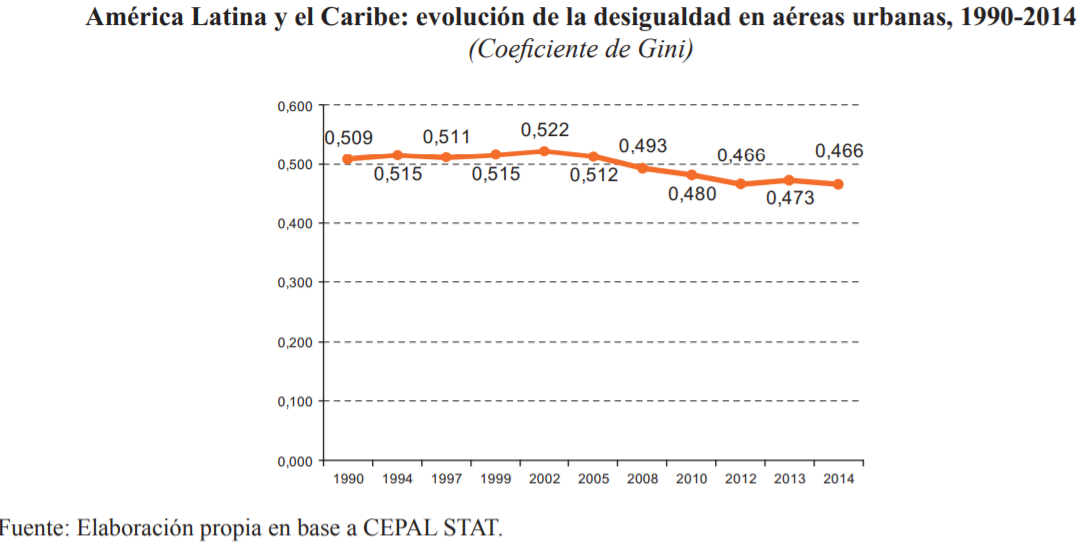 América Latina y el Caribe: evolución de la desigualdad en aéreas urbanas, 1990-2014
(Coeficiente de Gini)
0,600
0,509 0,511 0,522 0,493 0,466 0,466
0,500
0,515 0,515 0,512 0,480 0,473
0,400
0,300
0,200
0,100
0,000
1990 1994 1997 1999 2002 2005 2008 2010 2012 2013 2014
Fuente: Elaboración propia en base a CEPAL STAT.